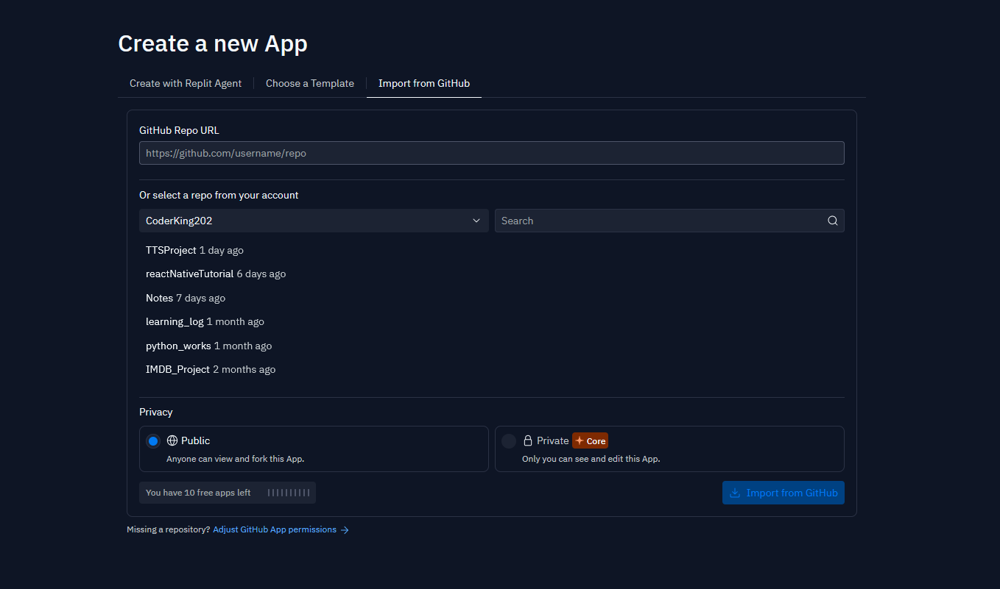 Create a new App
Create with Replit Agent
Choose a Template
Import from GitHub
GitHub Repo URL
https://github.com/username/repo
Or select a repo from your account
CoderKing202
Search
TTSProject 1 day ago
reactNativeTutorial 6 days ago
Notes 7 days ago
learning_log 1 month ago
python_works 1 month ago
IMDB_Project 2 months ago
Privacy
Public
Anyone can view and fork this App.
Private Core
Only you can see and edit this App.
You have 10 free apps left
Import from GitHub
Missing a repository? Adjust GitHub App permissions